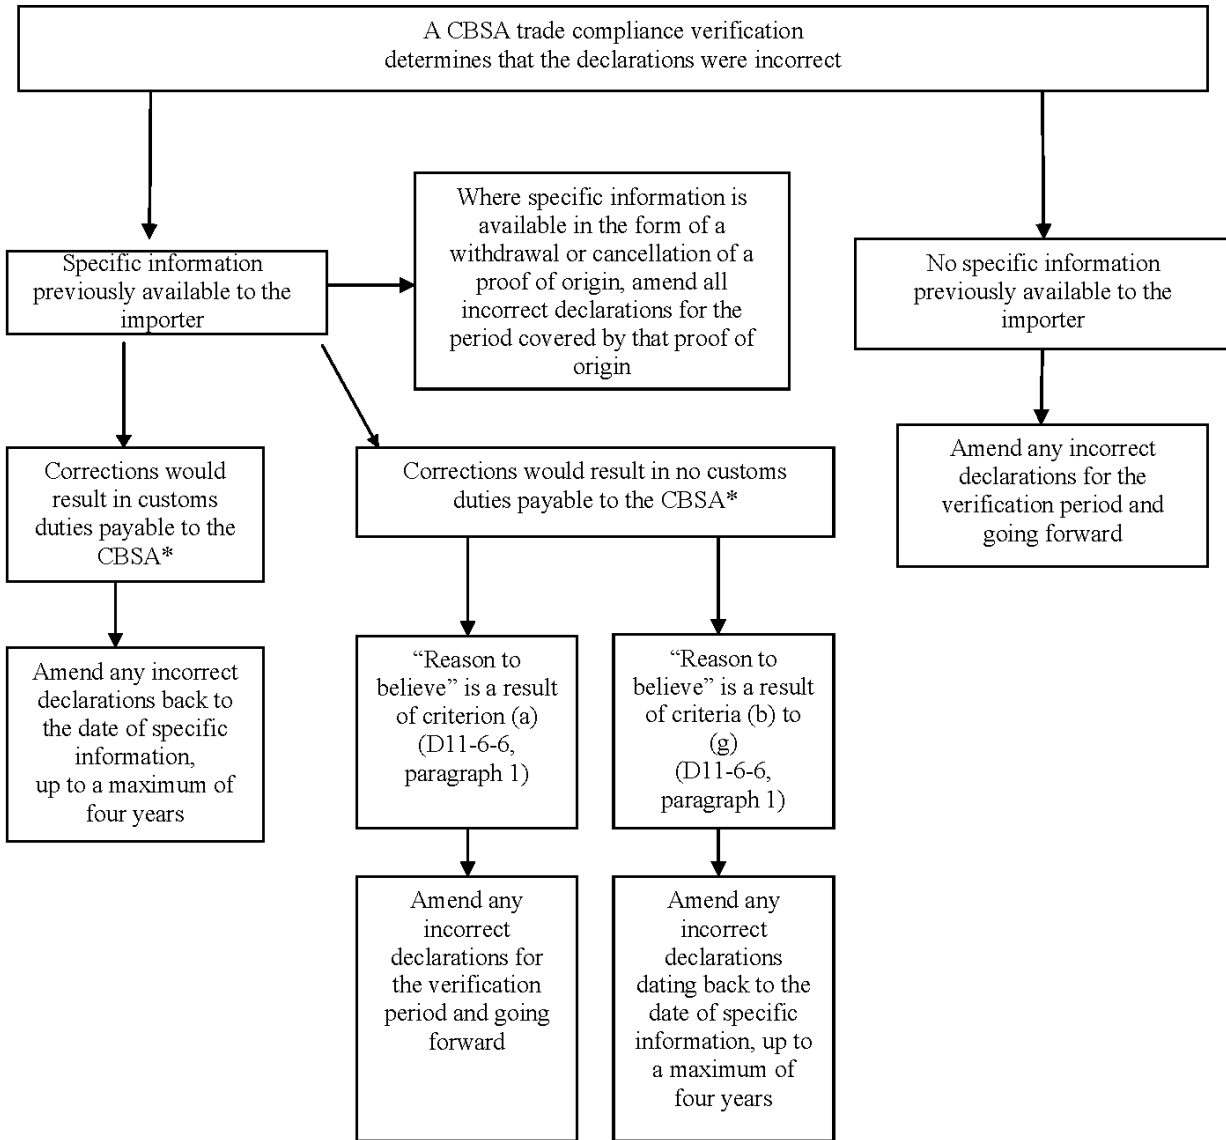 A CBSA trade compliance verification
determines that the declarations were incorrect
Where specific information is
available in the form of a
withdrawal or cancellation of a
proof of origin, amend all
incorrect declarations for the
period covered by that proof of
origin
Specific information
previously available to the
importer
No specific information
previously available to the
importer
Corrections would
result in customs
duties payable to the
CBSA*
Corrections would result in no customs
duties payable to the CBSA*
Amend any incorrect
declarations for the
verification period and
going forward
Amend any incorrect
declarations back to
the date of specific
information,
up to a maximum of
four years
“Reason to
believe” is a result
of criterion (a)
(D11-6-6,
paragraph 1)
“Reason to
believe” is a result
of criteria (b) to
(g)
(D11-6-6,
paragraph 1)
Amend any
incorrect
declarations for
the verification
period and going
forward
Amend any
incorrect
declarations
dating back to the
date of specific
information, up to
a maximum of
four years